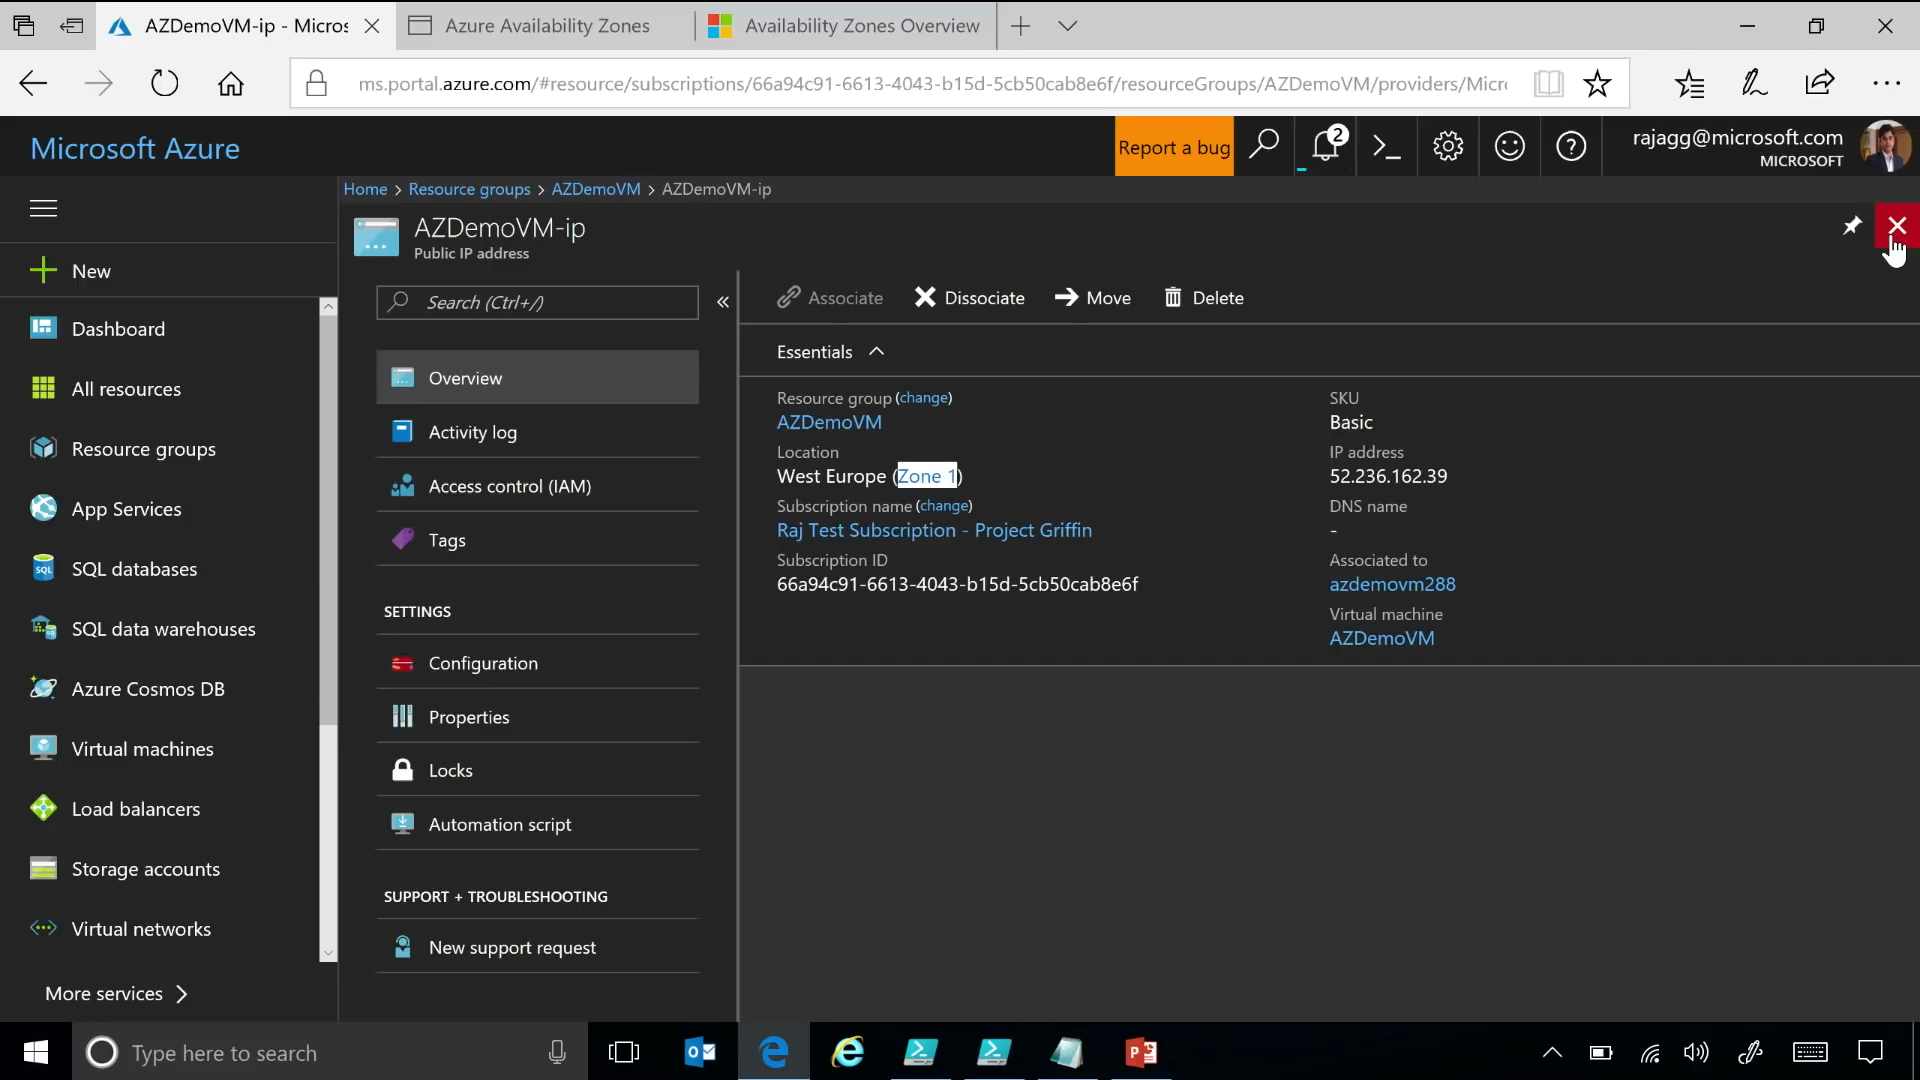 AZDemoVM-ip - Micros
Azure Availability Zones
Availability Zones Overview
ms.portal.azure.com/#resource/subscriptions/66a94c91-6613-4043-b15d-5cb50cab8e6f/resourceGroups/AZDemoVM/providers/Micro
Microsoft Azure
Report a bug
2
rajagg@microsoft.com
MICROSOFT
Home > Resource groups > AZDemoVM > AZDemoVM-ip
AZDemoVM-ip
Public IP address
New
Dashboard
All resources
Resource groups
App Services
SQL databases
SQL data warehouses
Azure Cosmos DB
Virtual machines
Load balancers
Storage accounts
Virtual networks
More services >
Search (Ctrl+/)
Overview
Activity log
Access control (IAM)
Tags
SETTINGS
Configuration
Properties
Locks
Automation script
SUPPORT + TROUBLESHOOTING
New support request
Associate Dissociate Move Delete
Essentials
Resource group (change)
AZDemoVM
Location
West Europe (Zone 1)
Subscription name (change)
Raj Test Subscription - Project Griffin
Subscription ID
66a94c91-6613-4043-b15d-5cb50cab8e6f
SKU
Basic
IP address
52.236.162.39
DNS name
-
Associated to
azdemovm288
Virtual machine
AZDemoVM
Type here to search